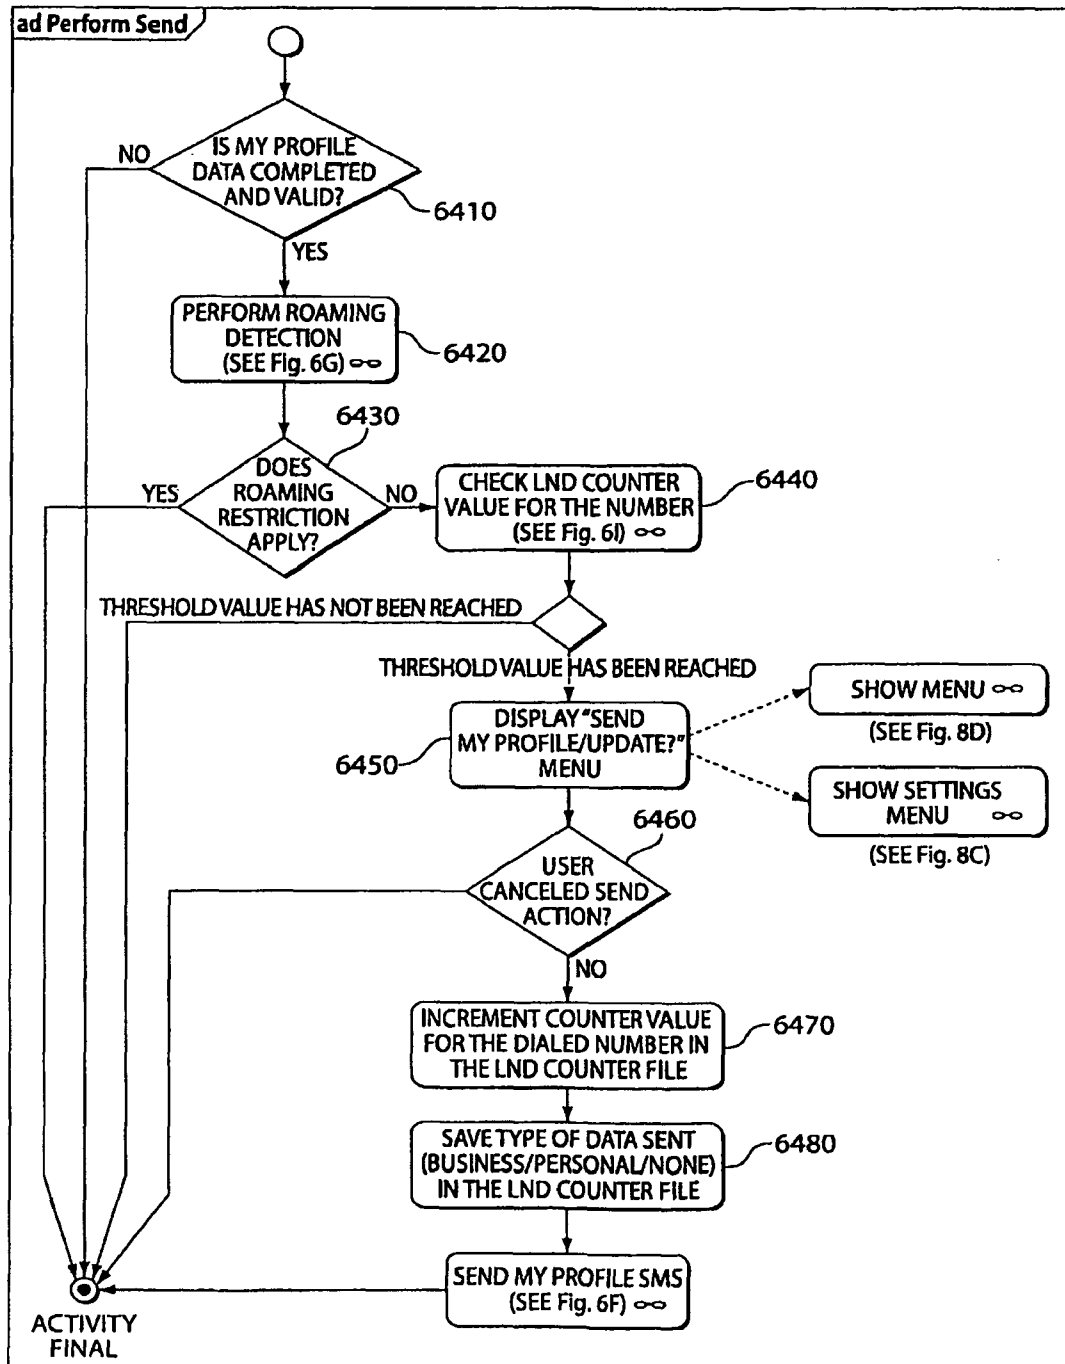 ad Perform Send
IS MY PROFILE
DATA COMPLETED
AND VALID?
NO
6410
YES
PERFORM ROAMING
DETECTION
(SEE Fig. 6G)
6420
6430
DOES
ROAMING
RESTRICTION
APPLY?
YES
NO
CHECK LND COUNTER
VALUE FOR THE NUMBER
(SEE Fig. 6I)
6440
THRESHOLD VALUE HAS NOT BEEN REACHED
THRESHOLD VALUE HAS BEEN REACHED
DISPLAY "SEND
MY PROFILE/UPDATE?"
MENU
6450
SHOW MENU
(SEE Fig. 8D)
SHOW SETTINGS
MENU
(SEE Fig. 8C)
6460
USER
CANCELED SEND
ACTION?
NO
INCREMENT COUNTER VALUE
FOR THE DIALED NUMBER IN
THE LND COUNTER FILE
6470
SAVE TYPE OF DATA SENT
(BUSINESS/PERSONAL/NONE)
IN THE LND COUNTER FILE
6480
SEND MY PROFILE SMS
(SEE Fig. 6F)
ACTIVITY
FINAL